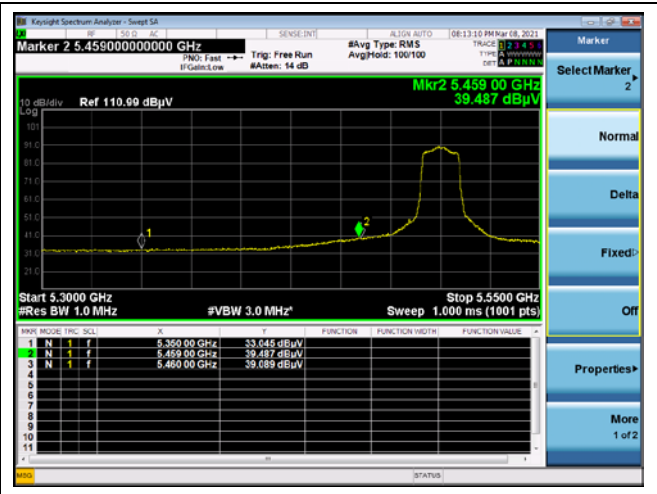 Keysight Spectrum Analyzer - Swept SA
RF 50 Ω AC SENSE:INT ALIGN AUTO 08:13:10 PM Mar 08, 2021
Marker 2 5.459000000000 GHz
PNO: Fast
IFGain:Low
Trig: Free Run
#Atten: 14 dB
#Avg Type: RMS
Avg|Hold: 100/100
TRACE 1 2 3 4 5 6
TYPE A WWWWW
DET A P N N N N
Mkr2 5.459 00 GHz
39.487 dBµV
10 dB/div Ref 110.99 dBµV
Log
101
91.0
81.0
71.0
61.0
51.0
41.0
31.0
21.0
1
2
Start 5.3000 GHz Stop 5.5500 GHz
#Res BW 1.0 MHz #VBW 3.0 MHz* Sweep 1.000 ms (1001 pts)
MKR MODE TRC SCL X Y FUNCTION FUNCTION WIDTH FUNCTION VALUE
1 N 1 f 5.350 00 GHz 33.045 dBµV
2 N 1 f 5.459 00 GHz 39.487 dBµV
3 N 1 f 5.460 00 GHz 39.089 dBµV
4
5
6
7
8
9
10
11
MSG STATUS
Marker
Select Marker
2
Normal
Delta
Fixed
Off
Properties
More
1 of 2